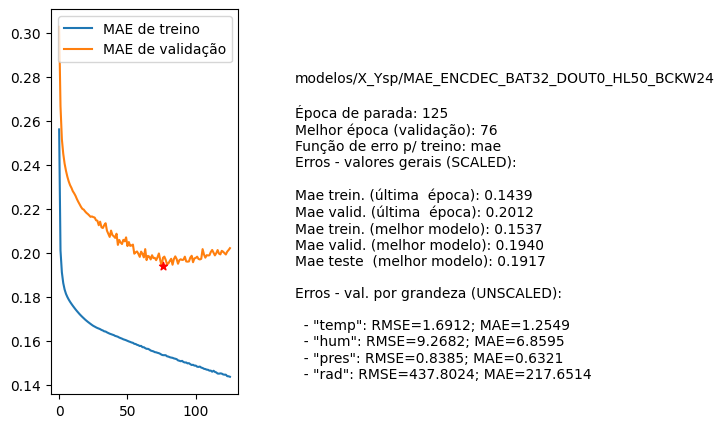 MAE de treino
MAE de validação
0.30
0.28
0.26
0.24
0.22
0.20
0.18
0.16
0.14
0
50
100
modelos/X_Ysp/MAE_ENCDEC_BAT32_DOUT0_HL50_BCKW24
Época de parada: 125
Melhor época (validação): 76
Função de erro p/ treino: mae
Erros - valores gerais (SCALED):
Mae trein. (última  época): 0.1439
Mae valid. (última  época): 0.2012
Mae trein. (melhor modelo): 0.1537
Mae valid. (melhor modelo): 0.1940
Mae teste  (melhor modelo): 0.1917
Erros - val. por grandeza (UNSCALED):
- "temp": RMSE=1.6912; MAE=1.2549
- "hum": RMSE=9.2682; MAE=6.8595
- "pres": RMSE=0.8385; MAE=0.6321
- "rad": RMSE=437.8024; MAE=217.6514